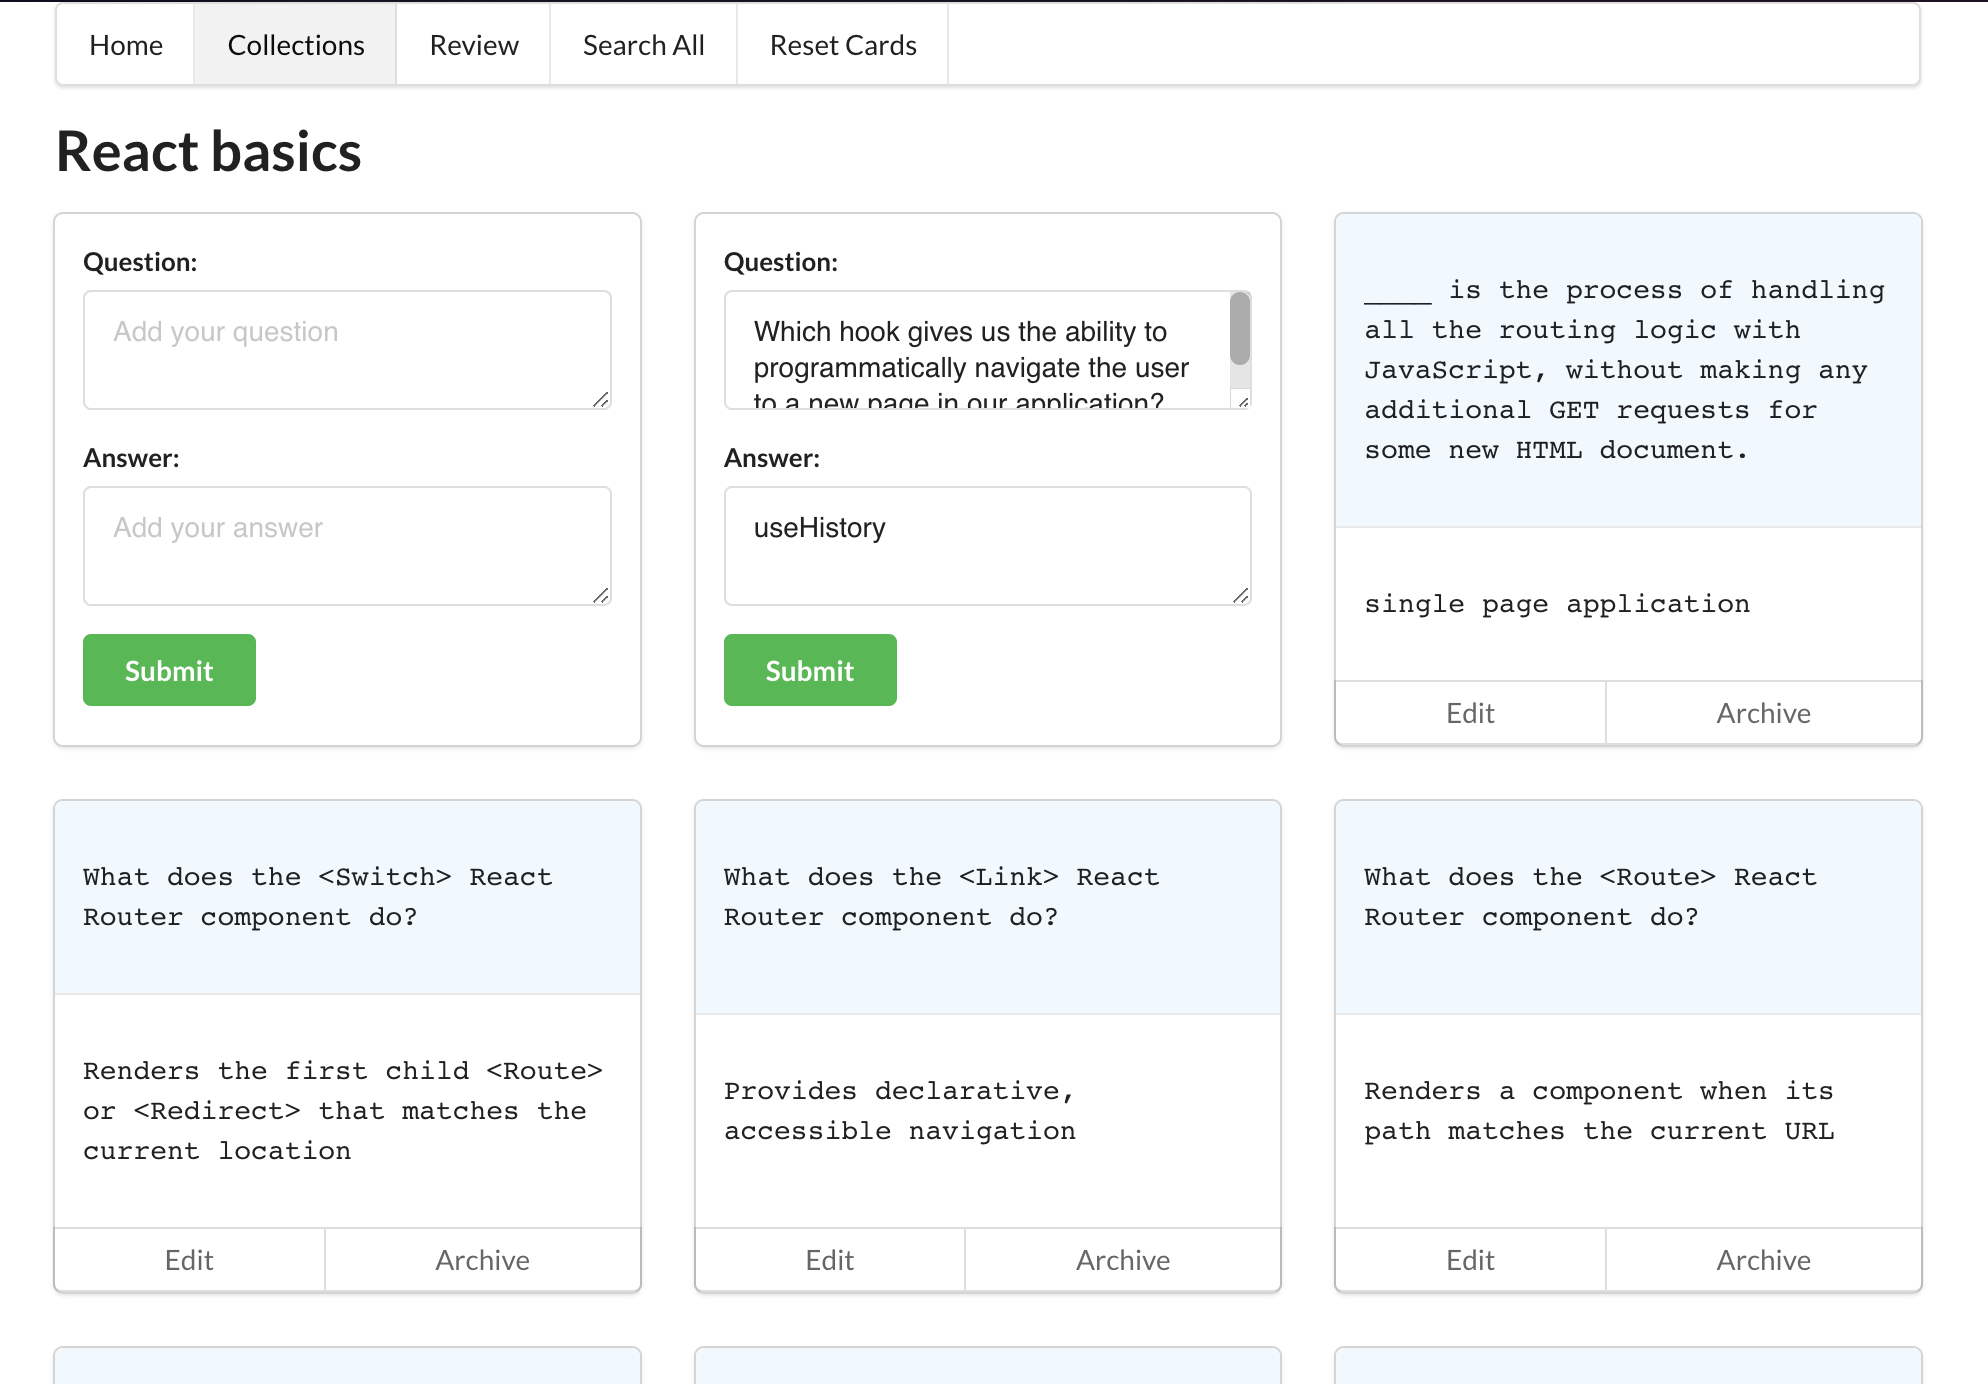 Home Collections Review Search All Reset Cards
React basics
Question:
Add your question
Answer:
Add your answer
Submit
Question:
Which hook gives us the ability to
programmatically navigate the user
to a new page in our application?
Answer:
useHistory
Submit
____ is the process of handling
all the routing logic with
JavaScript, without making any
additional GET requests for
some new HTML document.
single page application
Edit Archive
What does the <Switch> React
Router component do?
Renders the first child <Route>
or <Redirect> that matches the
current location
Edit Archive
What does the <Link> React
Router component do?
Provides declarative,
accessible navigation
Edit Archive
What does the <Route> React
Router component do?
Renders a component when its
path matches the current URL
Edit Archive